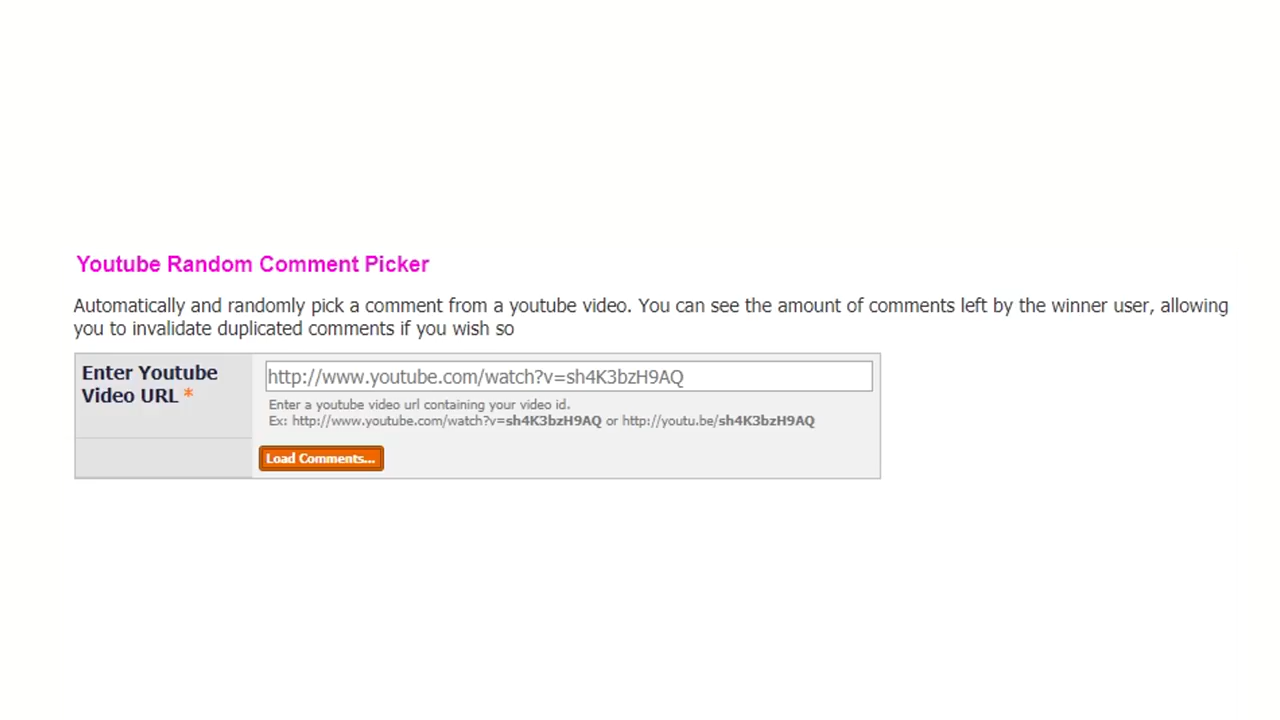 Youtube Random Comment Picker
Automatically and randomly pick a comment from a youtube video. You can see the amount of comments left by the winner user, allowing
you to invalidate duplicated comments if you wish so
Enter Youtube
Video URL *
http://www.youtube.com/watch?v=sh4K3bzH9AQ
Enter a youtube video url containing your video id.
Ex: http://www.youtube.com/watch?v=sh4K3bzH9AQ or http://youtu.be/sh4K3bzH9AQ
Load Comments...